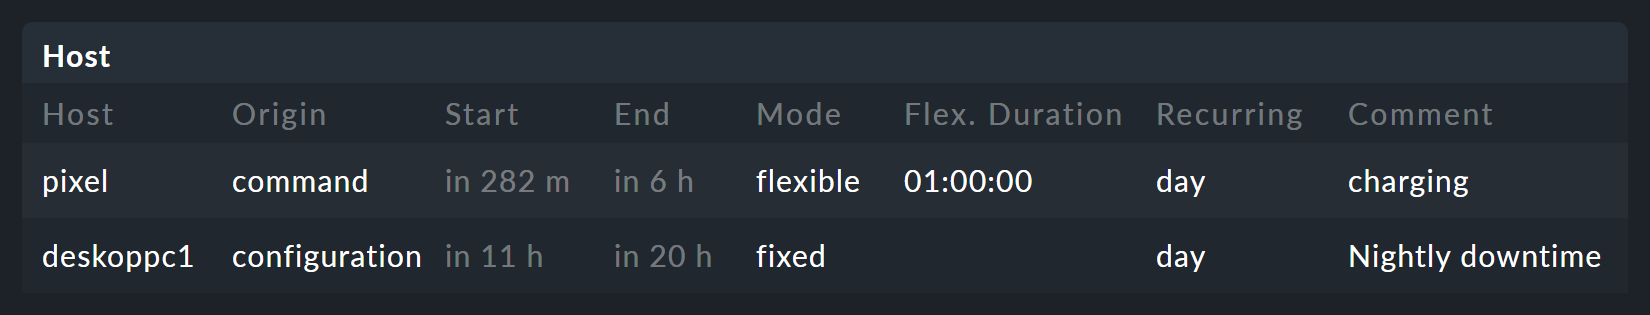 Host
Host Origin Start End Mode Flex. Duration Recurring Comment
pixel command in 282 m in 6 h flexible 01:00:00 day charging
deskoppc1 configuration in 11 h in 20 h fixed day Nightly downtime